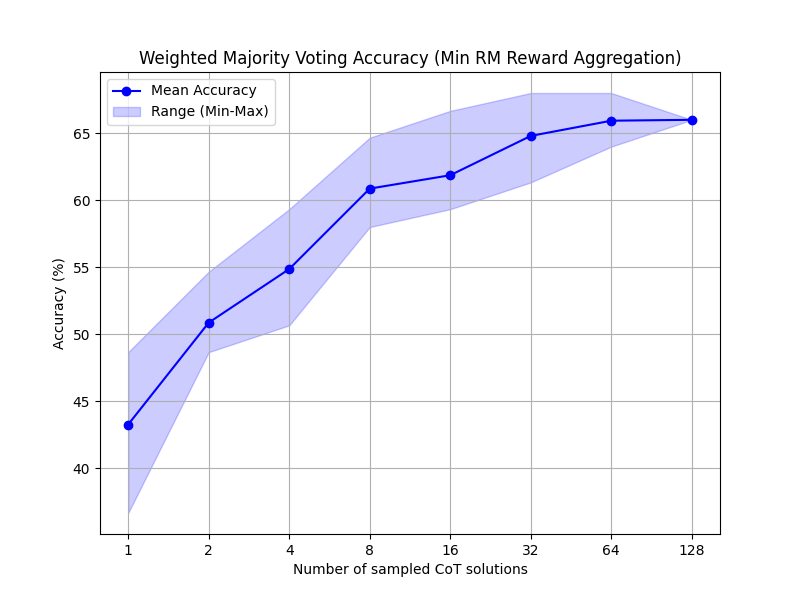 Weighted Majority Voting Accuracy (Min RM Reward Aggregation)
Mean Accuracy
Range (Min-Max)
65
60
55
50
45
40
Accuracy (%)
1 2 4 8 16 32 64 128
Number of sampled CoT solutions